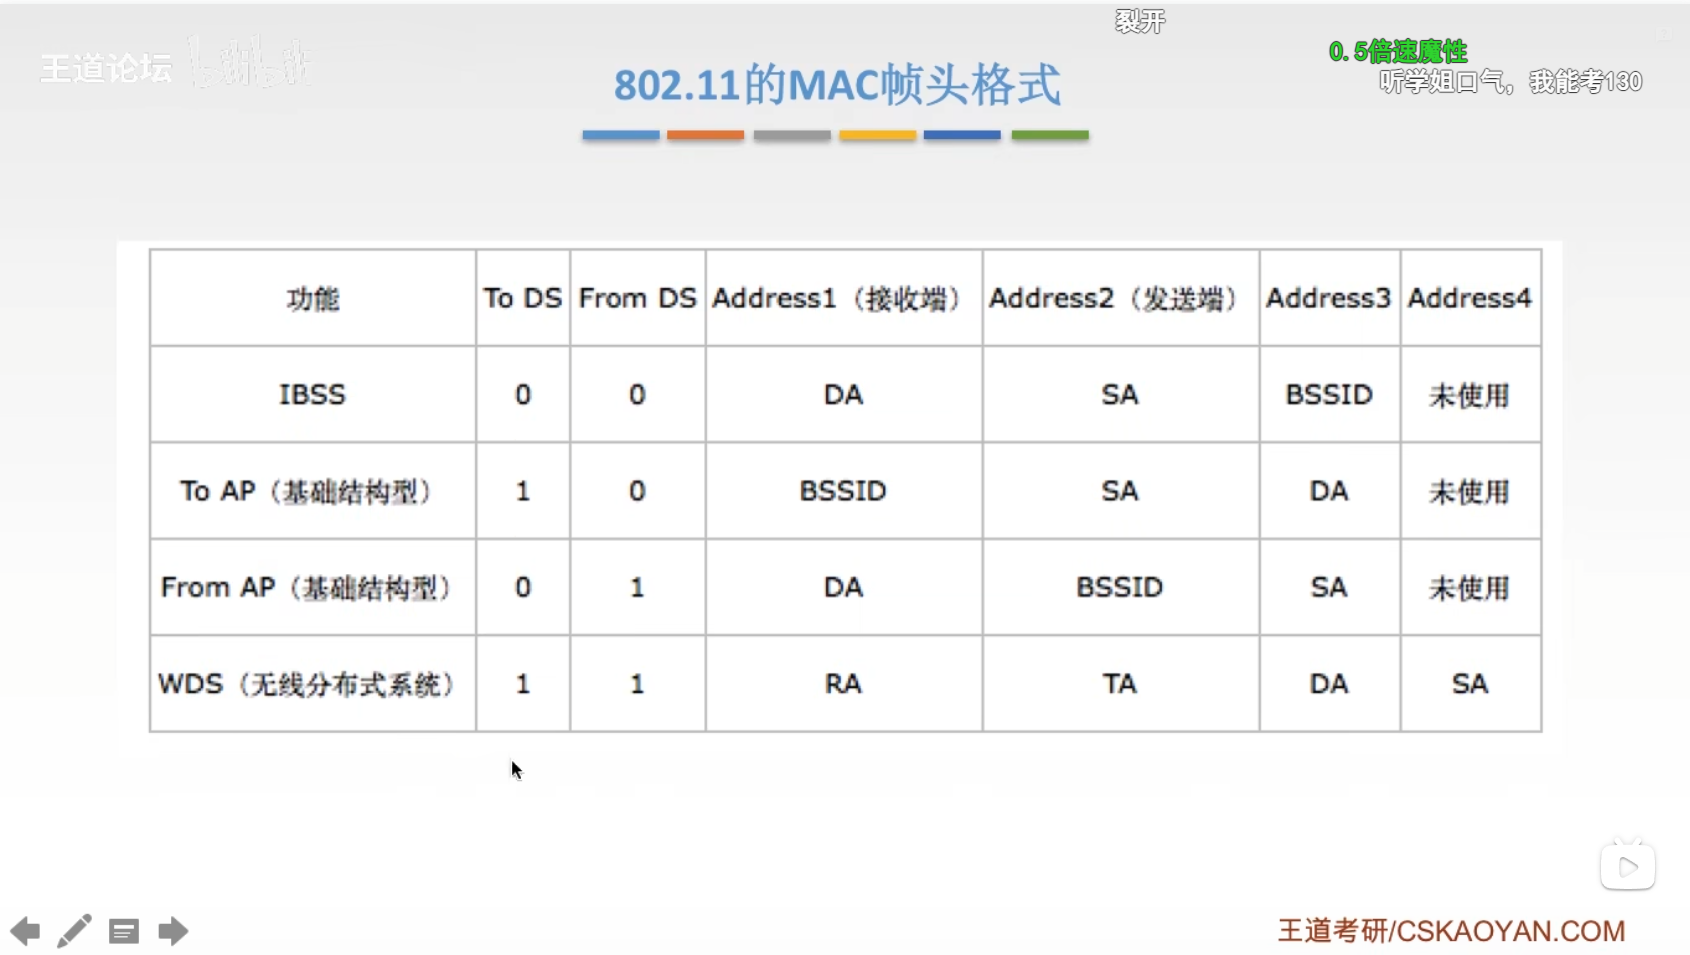 裂开
王道论坛 bilibili
0.5倍速魔性
听学姐口气，我能考130
802.11的MAC帧头格式
功能 To DS From DS Address1（接收端） Address2（发送端） Address3 Address4
IBSS 0 0 DA SA BSSID 未使用
To AP（基础结构型） 1 0 BSSID SA DA 未使用
From AP（基础结构型） 0 1 DA BSSID SA 未使用
WDS（无线分布式系统） 1 1 RA TA DA SA
王道考研/CSKAOYAN.COM